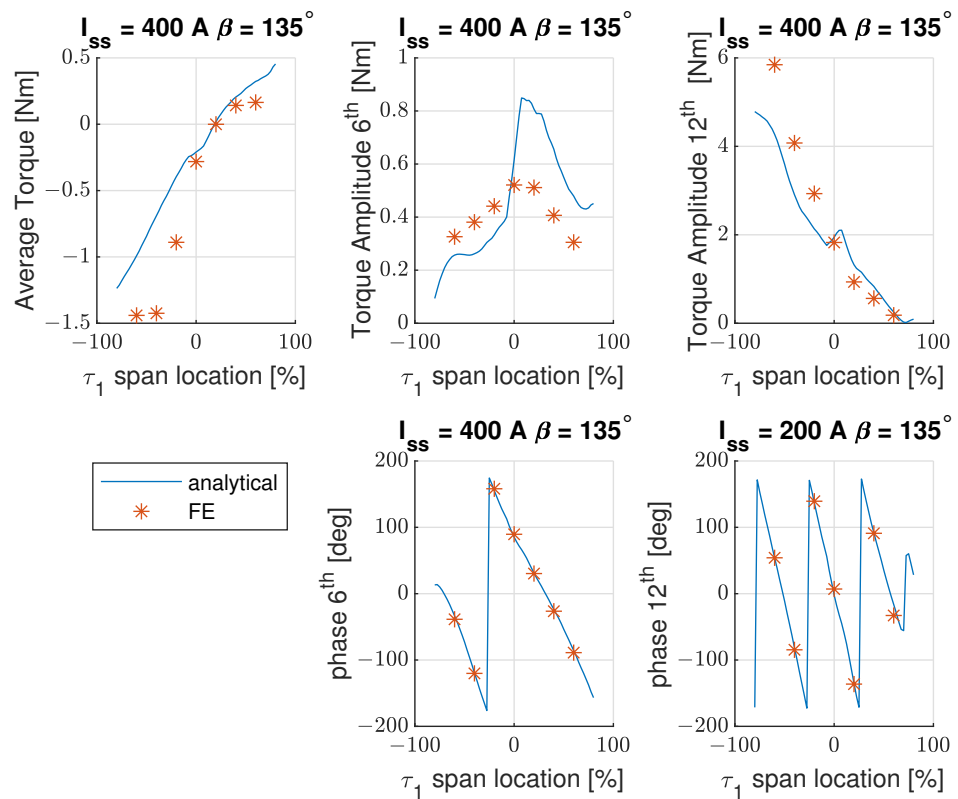 I_ss = 400 A β = 135°
I_ss = 400 A β = 135°
I_ss = 400 A β = 135°
Average Torque [Nm]
0.5
0
−0.5
−1
−1.5
−100
0
100
τ_1 span location [%]
Torque Amplitude 6^th [Nm]
1
0.8
0.6
0.4
0.2
0
−100
0
100
τ_1 span location [%]
Torque Amplitude 12^th [Nm]
6
4
2
0
−100
0
100
τ_1 span location [%]
analytical
FE
I_ss = 400 A β = 135°
phase 6^th [deg]
200
100
0
−100
−200
−100
0
100
τ_1 span location [%]
I_ss = 200 A β = 135°
phase 12^th [deg]
200
100
0
−100
−200
−100
0
100
τ_1 span location [%]